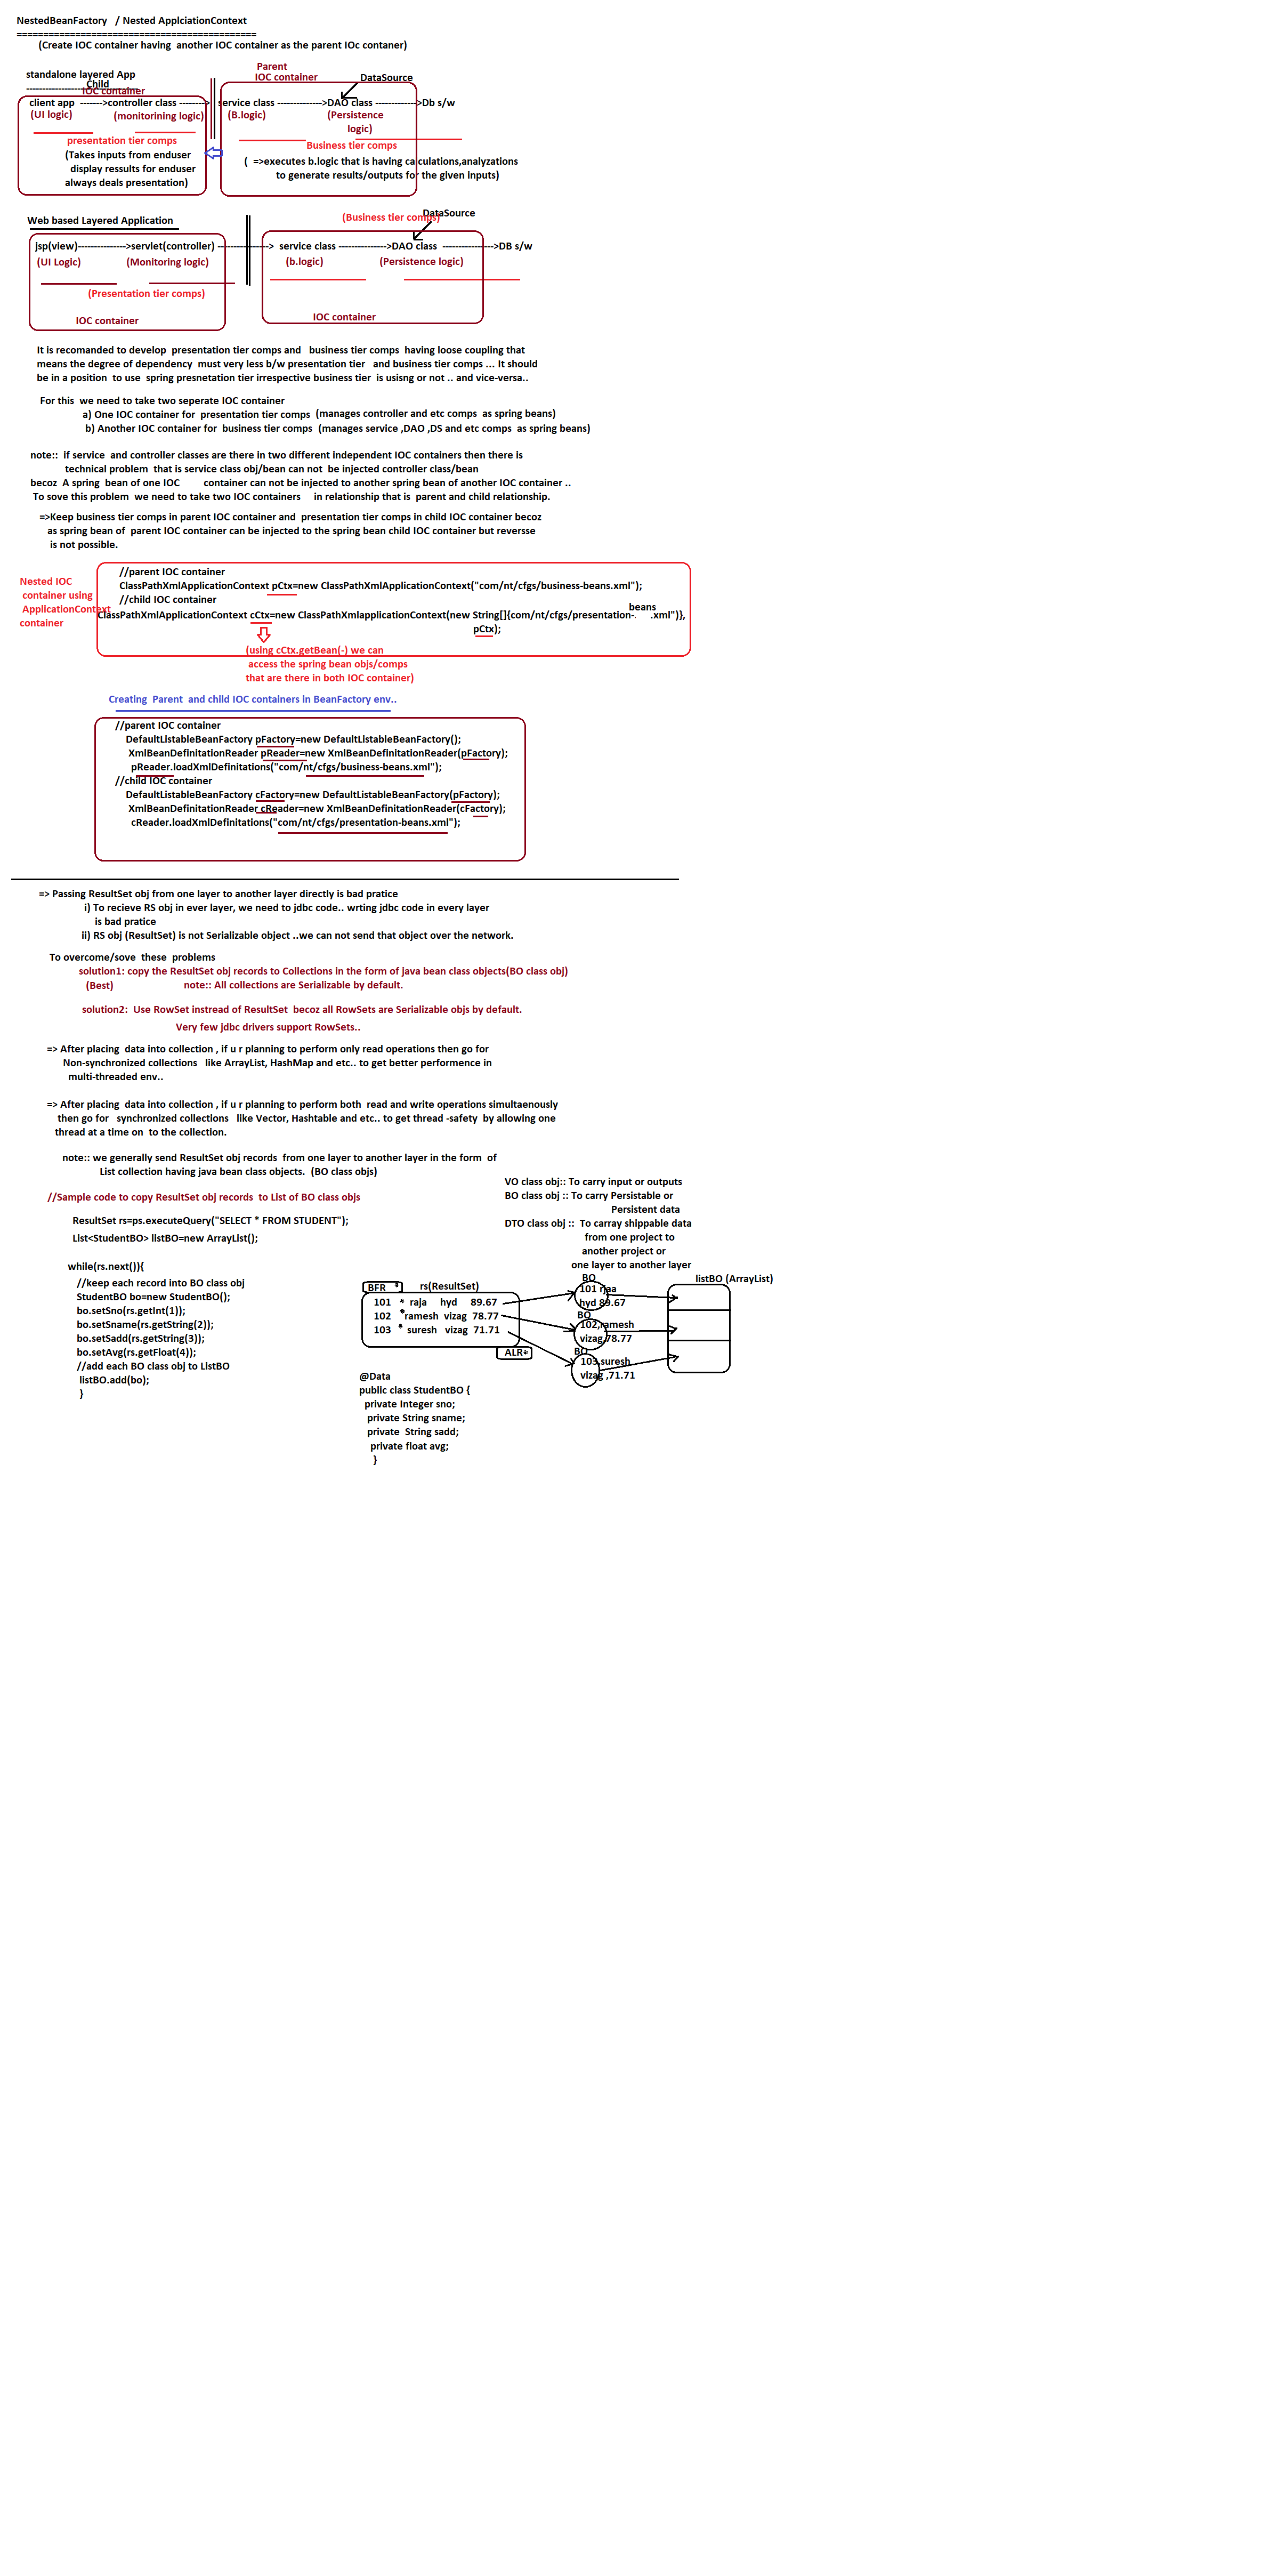 NestedBeanFactory / Nested ApplciationContext
=============================================
(Create IOC container having another IOC container as the parent IOc contaner)
Parent
standalone layered App
IOC container
DataSource
---------------------
Child
IOC container
client app ------->controller class -------->
service class -------------->DAO class ------------->Db s/w
(UI logic)
(monitorining logic)
(B.logic)
(Persistence
logic)
presentation tier comps
Business tier comps
(Takes inputs from enduser
display ressults for enduser
always deals presentation)
( =>executes b.logic that is having calculations,analyzations
to generate results/outputs for the given inputs)
Web based Layered Application
(Business tier comps)
DataSource
jsp(view)--------------->servlet(controller) ----------------> service class --------------->DAO class ---------------->DB s/w
(UI Logic)
(Monitoring logic)
(b.logic)
(Persistence logic)
(Presentation tier comps)
IOC container
IOC container
It is recomanded to develop presentation tier comps and business tier comps having loose coupling that
means the degree of dependency must very less b/w presentation tier and business tier comps ... It should
be in a position to use spring presnetation tier irrespective business tier is usisng or not .. and vice-versa..
For this we need to take two seperate IOC container
a) One IOC container for presentation tier comps (manages controller and etc comps as spring beans)
b) Another IOC container for business tier comps (manages service ,DAO ,DS and etc comps as spring beans)
note:: if service and controller classes are there in two different independent IOC containers then there is
technical problem that is service class obj/bean can not be injected controller class/bean
becoz A spring bean of one IOC container can not be injected to another spring bean of another IOC container ..
To sove this problem we need to take two IOC containers in relationship that is parent and child relationship.
=>Keep business tier comps in parent IOC container and presentation tier comps in child IOC container becoz
as spring bean of parent IOC container can be injected to the spring bean child IOC container but reversse
is not possible.
Nested IOC
container using
ApplicationContext
container
//parent IOC container
ClassPathXmlApplicationContext pCtx=new ClassPathXmlApplicationContext("com/nt/cfgs/business-beans.xml");
//child IOC container
beans
ClassPathXmlApplicationContext cCtx=new ClassPathXmlapplicationContext(new String[]{com/nt/cfgs/presentation-. .xml")},
pCtx);
(using cCtx.getBean(-) we can
access the spring bean objs/comps
that are there in both IOC container)
Creating Parent and child IOC containers in BeanFactory env..
//parent IOC container
DefaultListableBeanFactory pFactory=new DefaultListableBeanFactory();
XmlBeanDefinitationReader pReader=new XmlBeanDefinitationReader(pFactory);
pReader.loadXmlDefinitations("com/nt/cfgs/business-beans.xml");
//child IOC container
DefaultListableBeanFactory cFactory=new DefaultListableBeanFactory(pFactory);
XmlBeanDefinitationReader cReader=new XmlBeanDefinitationReader(cFactory);
cReader.loadXmlDefinitations("com/nt/cfgs/presentation-beans.xml");
=> Passing ResultSet obj from one layer to another layer directly is bad pratice
i) To recieve RS obj in ever layer, we need to jdbc code.. wrting jdbc code in every layer
is bad pratice
ii) RS obj (ResultSet) is not Serializable object ..we can not send that object over the network.
To overcome/sove these problems
solution1: copy the ResultSet obj records to Collections in the form of java bean class objects(BO class obj)
(Best)
note:: All collections are Serializable by default.
solution2: Use RowSet instread of ResultSet becoz all RowSets are Serializable objs by default.
Very few jdbc drivers support RowSets..
=> After placing data into collection , if u r planning to perform only read operations then go for
Non-synchronized collections like ArrayList, HashMap and etc.. to get better performence in
multi-threaded env..
=> After placing data into collection , if u r planning to perform both read and write operations simultaenously
then go for synchronized collections like Vector, Hashtable and etc.. to get thread -safety by allowing one
thread at a time on to the collection.
note:: we generally send ResultSet obj records from one layer to another layer in the form of
List collection having java bean class objects. (BO class objs)
VO class obj:: To carry input or outputs
BO class obj :: To carry Persistable or
Persistent data
DTO class obj :: To carray shippable data
from one project to
another project or
one layer to another layer
//Sample code to copy ResultSet obj records to List of BO class objs
ResultSet rs=ps.executeQuery("SELECT * FROM STUDENT");
List<StudentBO> listBO=new ArrayList();
while(rs.next()){
//keep each record into BO class obj
StudentBO bo=new StudentBO();
bo.setSno(rs.getInt(1));
bo.setSname(rs.getString(2));
bo.setSadd(rs.getString(3));
bo.setAvg(rs.getFloat(4));
//add each BO class obj to ListBO
listBO.add(bo);
}
BFR
rs(ResultSet)
101 raja hyd 89.67
102 ramesh vizag 78.77
103 suresh vizag 71.71
ALR
BO
101 rjaa
hyd 89.67
BO
102,ramesh
vizag,78.77
BO
103,suresh
vizag ,71.71
listBO (ArrayList)
@Data
public class StudentBO {
private Integer sno;
private String sname;
private String sadd;
private float avg;
}